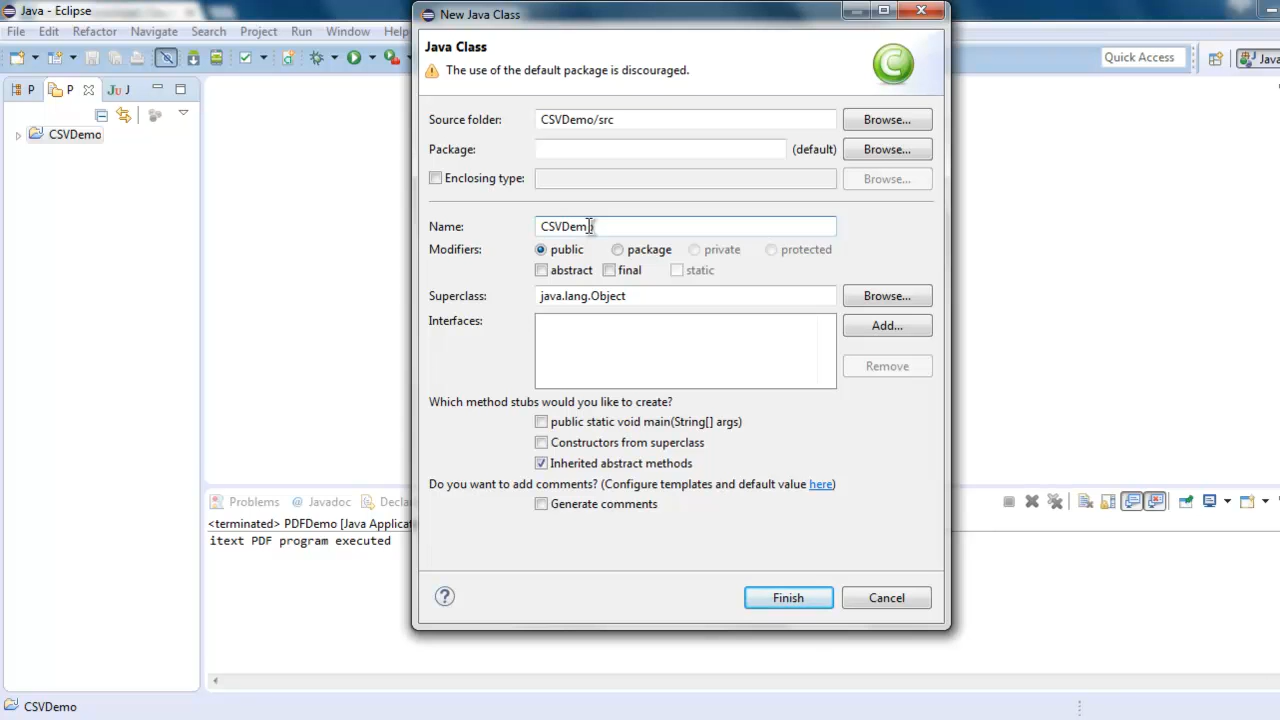 Java - Eclipse
New Java Class
File Edit Refactor Navigate Search Project Run Window Help
Java Class
The use of the default package is discouraged.
Quick Access
Java
P P Ju J
CSVDemo
Source folder: CSVDemo/src Browse...
Package: (default) Browse...
Enclosing type: Browse...
Name: CSVDemo
Modifiers: public package private protected
abstract final static
Superclass: java.lang.Object Browse...
Interfaces: Add...
Remove
Which method stubs would you like to create?
public static void main(String[] args)
Constructors from superclass
Inherited abstract methods
Do you want to add comments? (Configure templates and default value here)
Generate comments
Problems @ Javadoc Decla
<terminated> PDFDemo [Java Applicat
itext PDF program executed
? Finish Cancel
CSVDemo